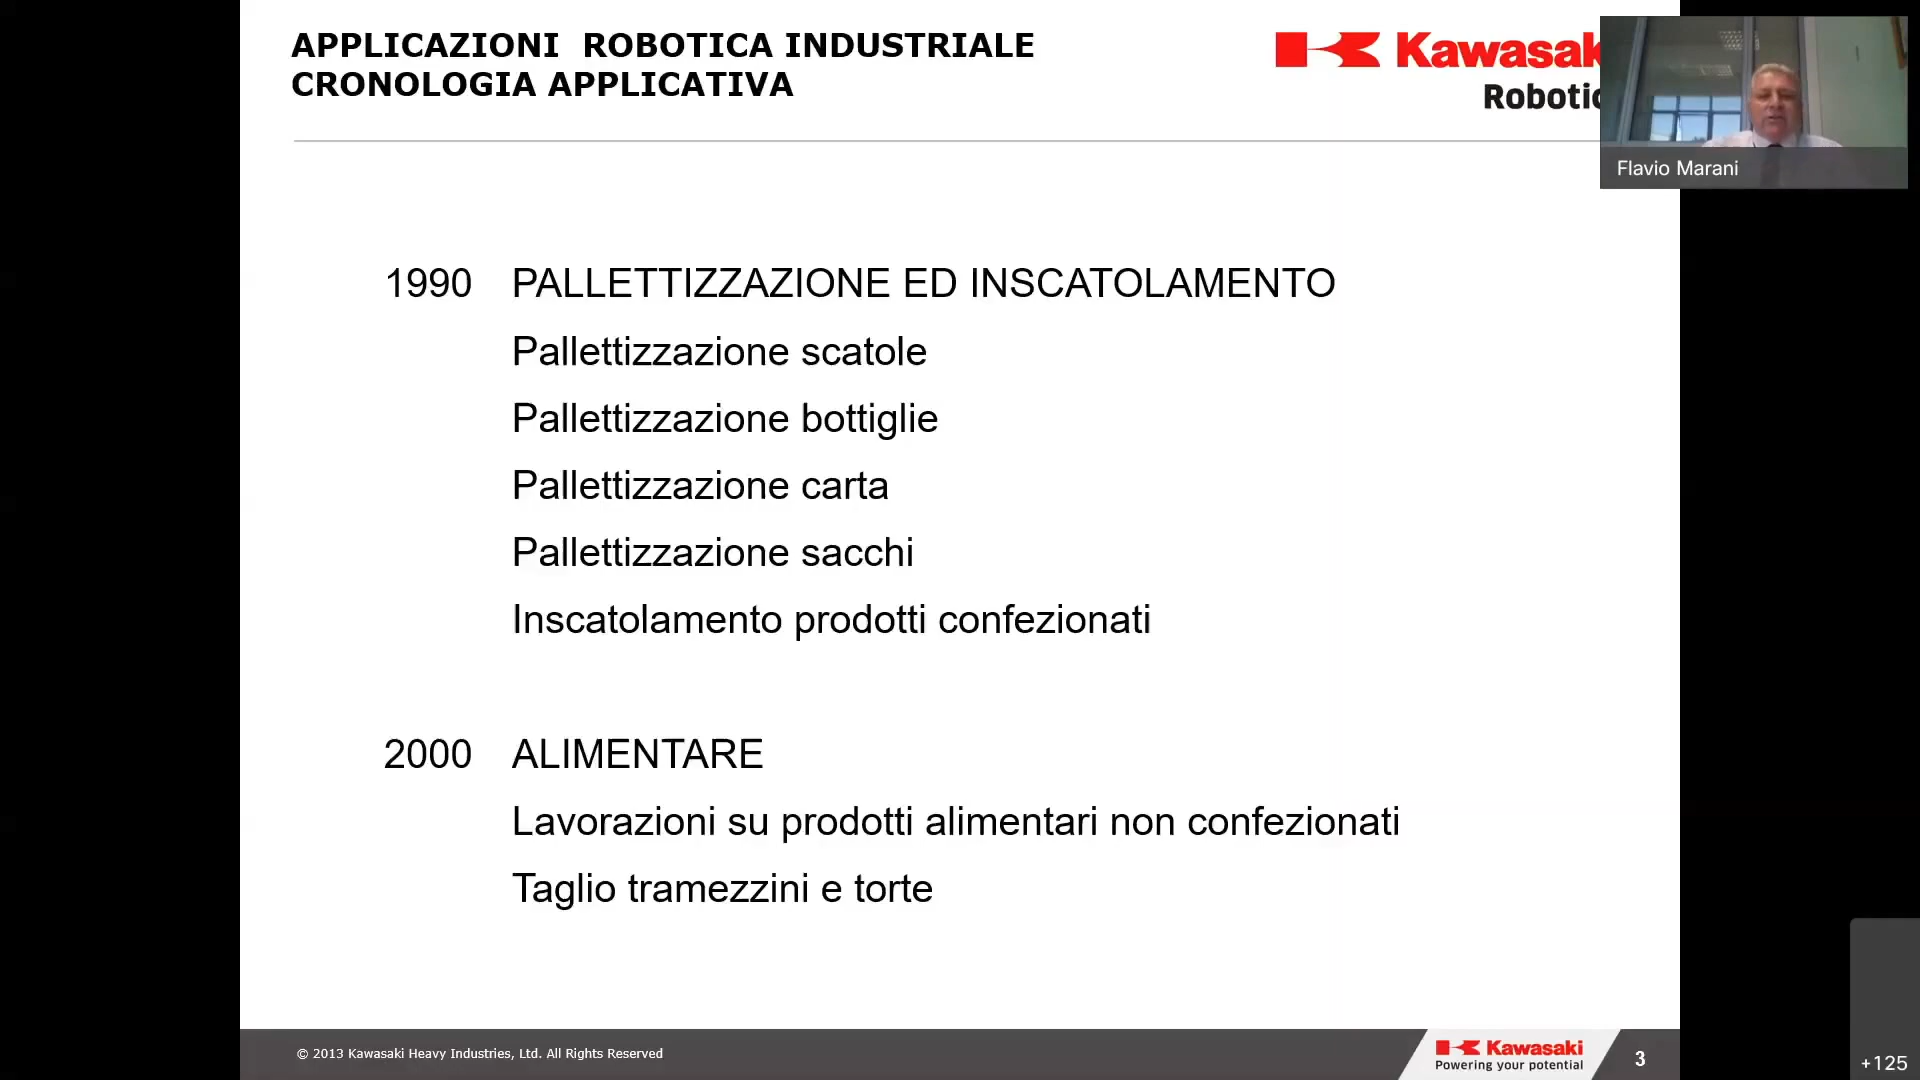 APPLICAZIONI ROBOTICA INDUSTRIALE
CRONOLOGIA APPLICATIVA
Kawasak
Robotic
Flavio Marani
1990 PALLETTIZZAZIONE ED INSCATOLAMENTO
Pallettizzazione scatole
Pallettizzazione bottiglie
Pallettizzazione carta
Pallettizzazione sacchi
Inscatolamento prodotti confezionati
2000 ALIMENTARE
Lavorazioni su prodotti alimentari non confezionati
Taglio tramezzini e torte
© 2013 Kawasaki Heavy Industries, Ltd. All Rights Reserved
Kawasaki
Powering your potential
3
+125